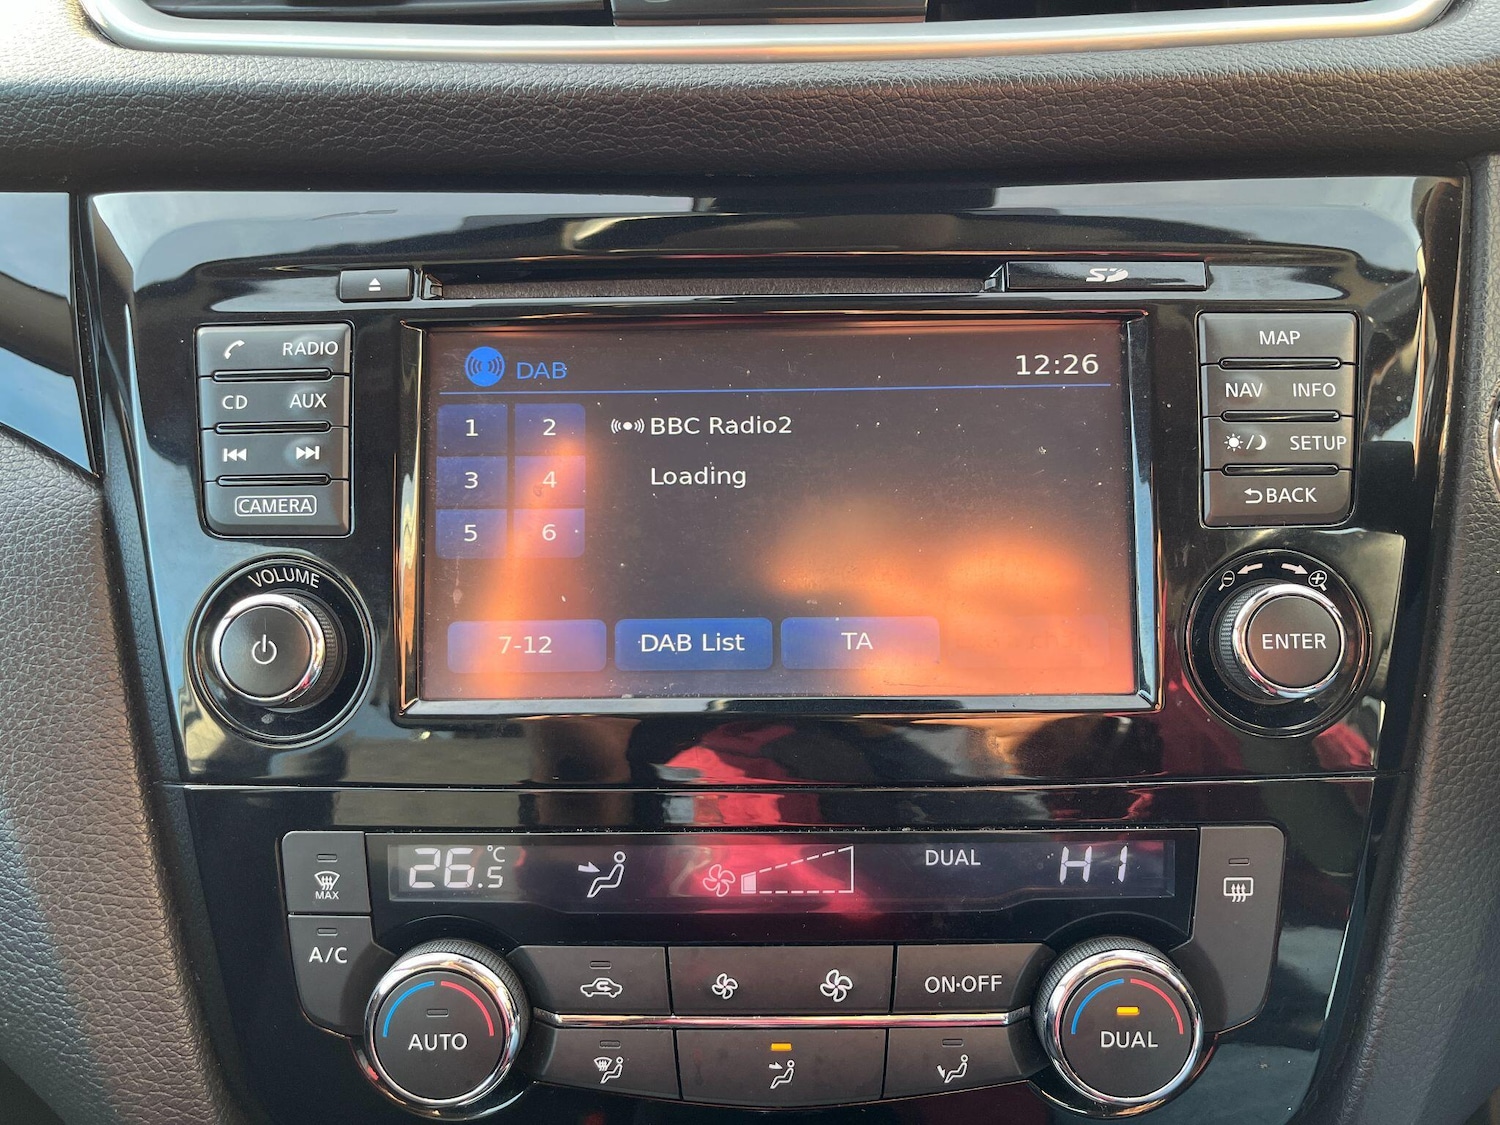 SD
RADIO
CD AUX
CAMERA
VOLUME
DAB 12:26
1 2
3 4
5 6
BBC Radio2
Loading
7-12 DAB List TA
MAP
NAV INFO
SETUP
BACK
ENTER
26.5 °C DUAL HI
MAX
A/C
AUTO
ON·OFF
DUAL